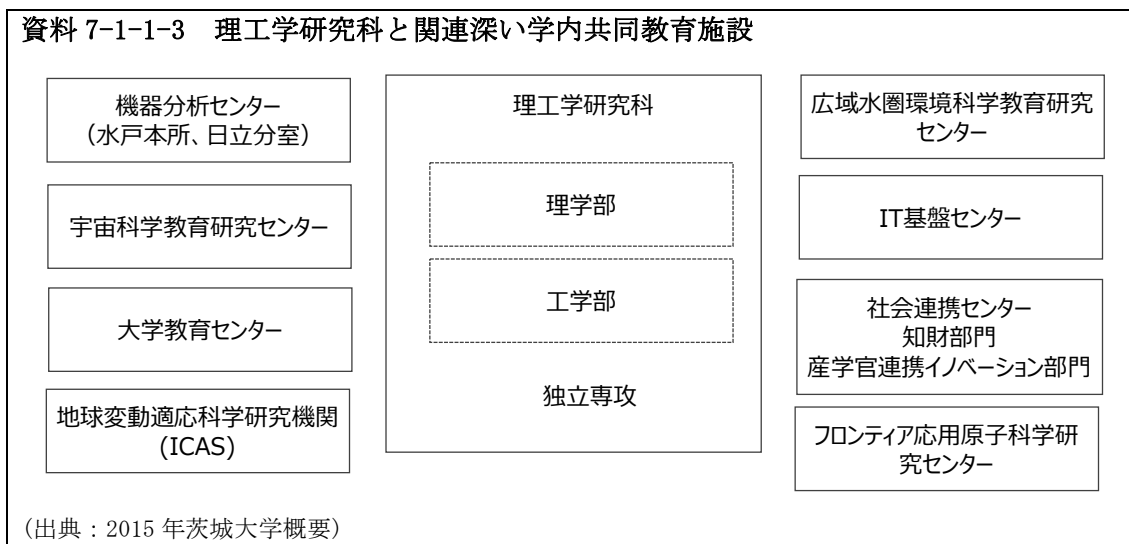 資料 7-1-1-3　理工学研究科と関連深い学内共同教育施設
機器分析センター
（水戸本所、日立分室）
宇宙科学教育研究センター
大学教育センター
地球変動適応科学研究機関
(ICAS)
理工学研究科
理学部
工学部
独立専攻
広域水圏環境科学教育研究
センター
IT基盤センター
社会連携センター
知財部門
産学官連携イノベーション部門
フロンティア応用原子科学研
究センター
(出典：2015 年茨城大学概要)